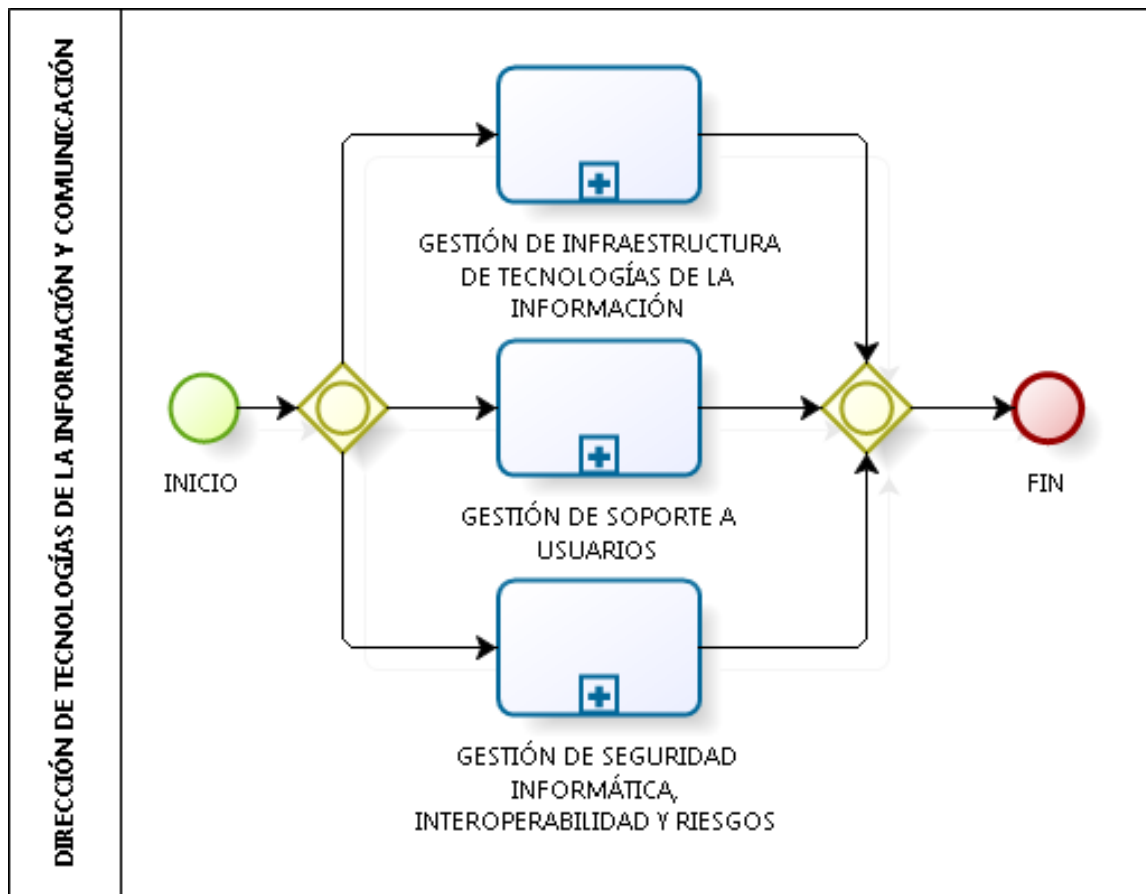 DIRECCIÓN DE TECNOLOGÍAS DE LA INFORMACIÓN Y COMUNICACIÓN
GESTIÓN DE INFRAESTRUCTURA
DE TECNOLOGÍAS DE LA
INFORMACIÓN
INICIO
GESTIÓN DE SOPORTE A
USUARIOS
FIN
GESTIÓN DE SEGURIDAD
INFORMÁTICA,
INTEROPERABILIDAD Y RIESGOS